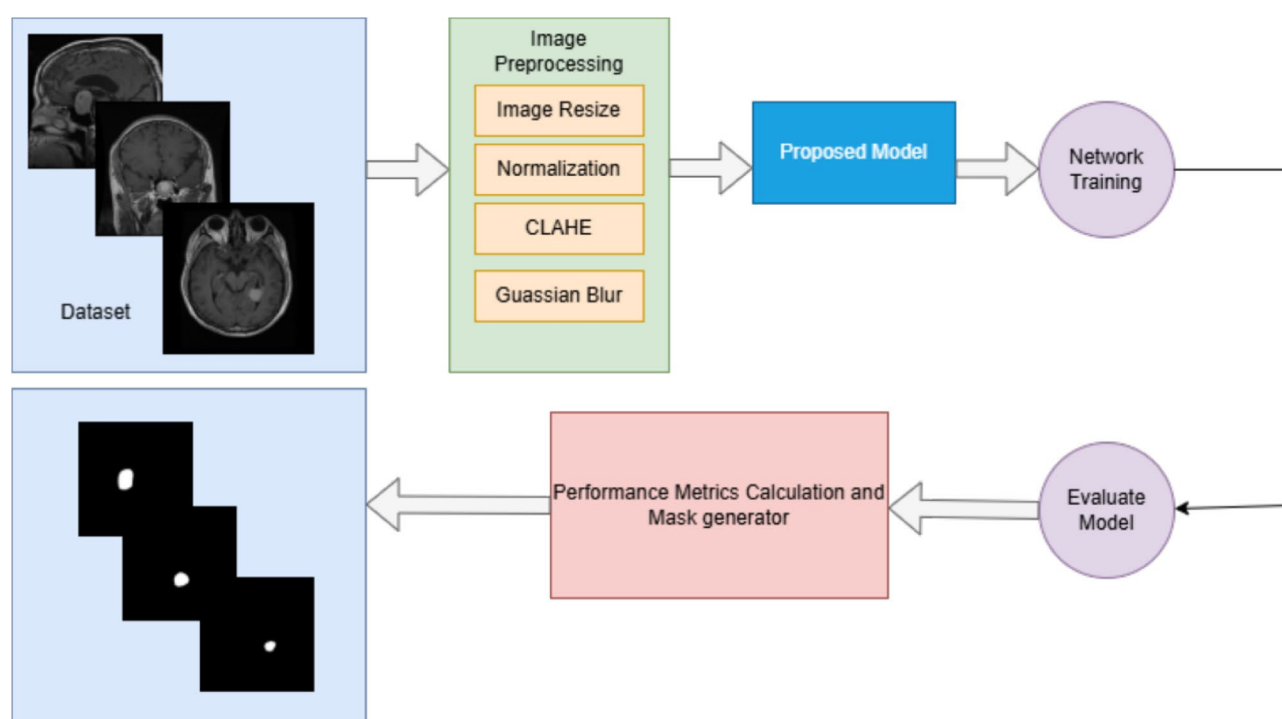 Dataset
Image
Preprocessing
Image Resize
Normalization
CLAHE
Guassian Blur
Proposed Model
Network
Training
Evaluate
Model
Performance Metrics Calculation and
Mask generator